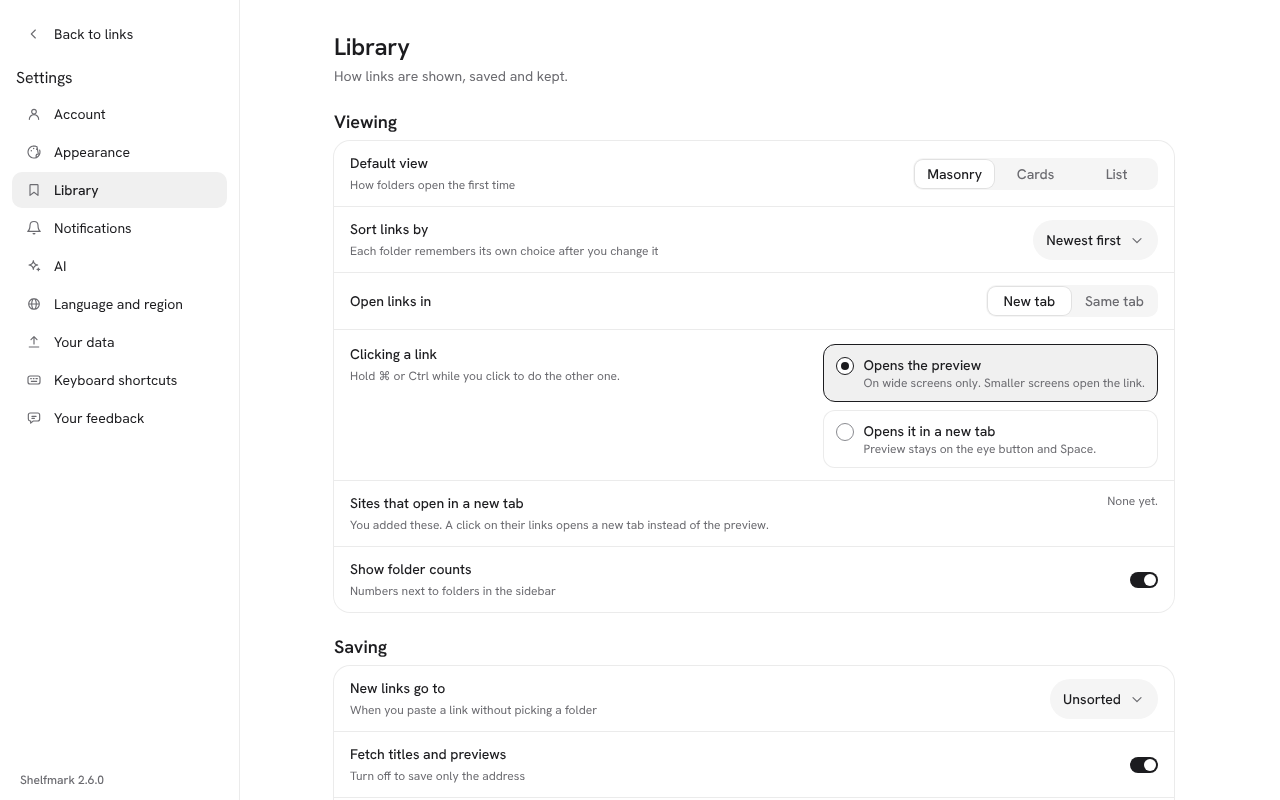 Back to links
Settings
Account
Appearance
Library
Notifications
AI
Language and region
Your data
Keyboard shortcuts
Your feedback
Shelfmark 2.6.0
Library
How links are shown, saved and kept.
Viewing
Default view
How folders open the first time
Masonry Cards List
Sort links by
Each folder remembers its own choice after you change it
Newest first
Open links in
New tab Same tab
Clicking a link
Hold ⌘ or Ctrl while you click to do the other one.
Opens the preview
On wide screens only. Smaller screens open the link.
Opens it in a new tab
Preview stays on the eye button and Space.
Sites that open in a new tab
You added these. A click on their links opens a new tab instead of the preview.
None yet.
Show folder counts
Numbers next to folders in the sidebar
Saving
New links go to
When you paste a link without picking a folder
Unsorted
Fetch titles and previews
Turn off to save only the address